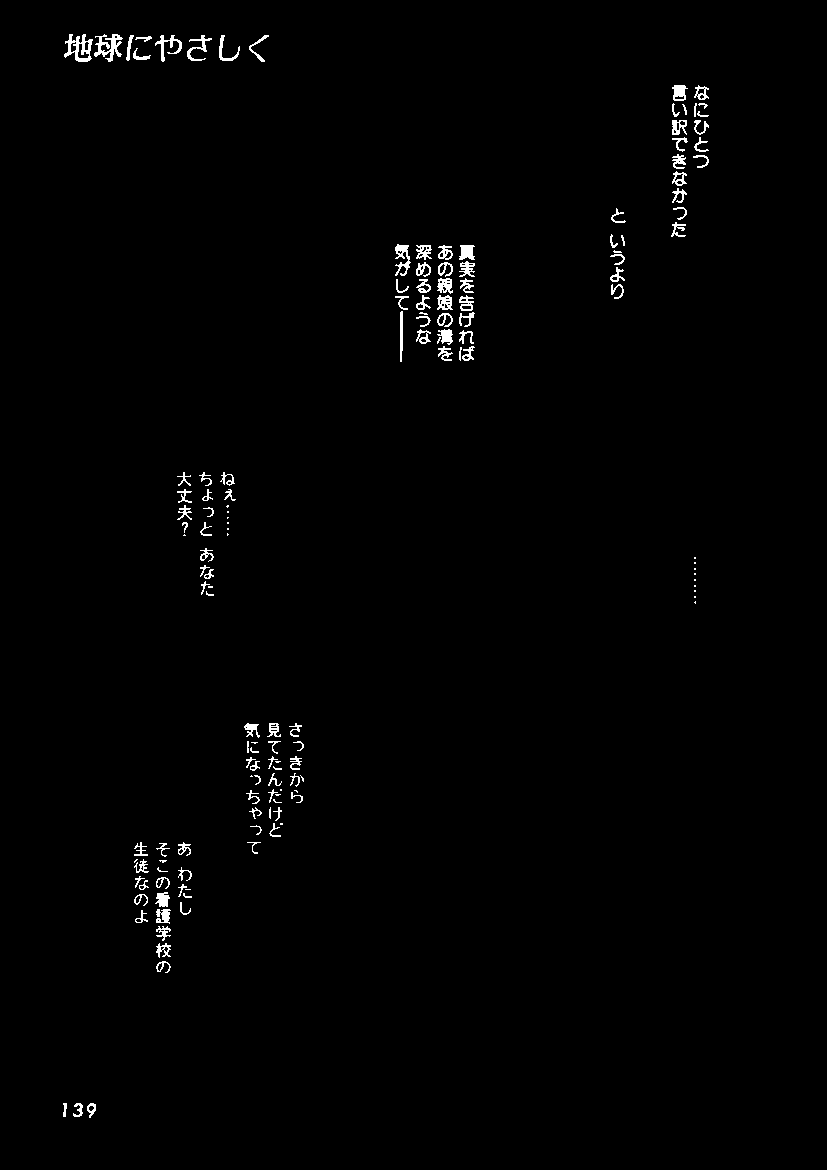 地球にやさしく
なにひとつ
言い訳できなかった
と いうより
真実を告げれば
あの親娘の溝を
深めるような
気がして――
………
ねぇ……
ちょっと あなた
大丈夫？
さっきから
見てたんだけど
気になっちゃって
あ わたし
そこの看護学校の
生徒なのよ
139